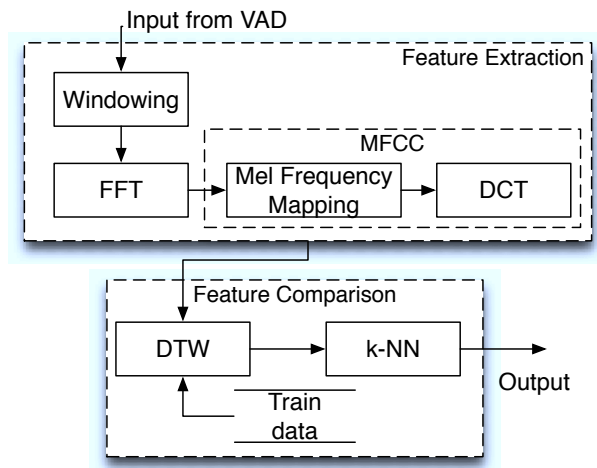 Input from VAD
Feature Extraction
Windowing
MFCC
FFT
Mel Frequency
Mapping
DCT
Feature Comparison
DTW
k-NN
Output
Train
data